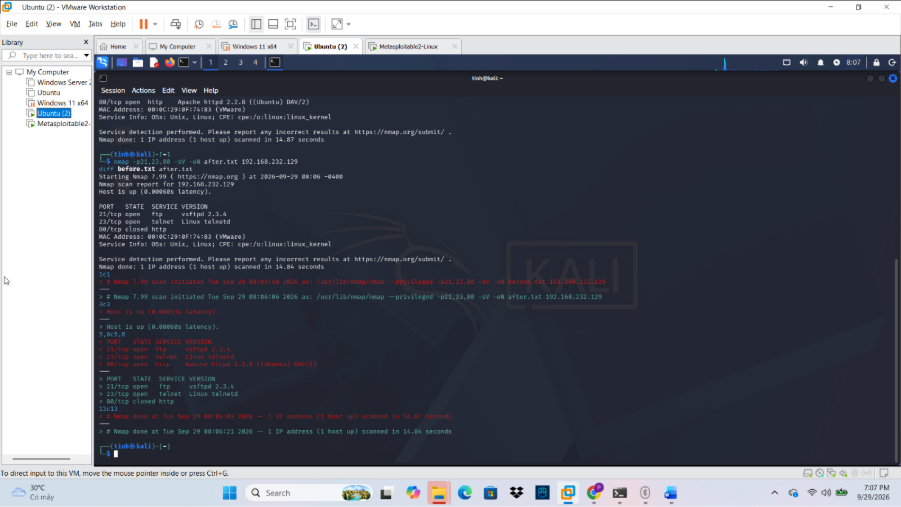 Ubuntu (2) - VMware Workstation
File Edit View VM Tabs Help
Library
Type here to sea...
My Computer
Windows Server 2
Ubuntu
Windows 11 x64
Ubuntu (2)
Metasploitable2-
Home
My Computer
Windows 11 x64
Ubuntu (2)
Metasploitable2-Linux
1 2 3 4
8:07
tinh@kali: ~
Session Actions Edit View Help
80/tcp open http Apache httpd 2.2.8 ((Ubuntu) DAV/2)
MAC Address: 00:0C:29:0F:74:83 (VMware)
Service Info: OSs: Unix, Linux; CPE: cpe:/o:linux:linux_kernel
Service detection performed. Please report any incorrect results at https://nmap.org/submit/ .
Nmap done: 1 IP address (1 host up) scanned in 14.87 seconds
(tinh㉿kali)-[~]
$ nmap -p21,23,80 -sV -oN after.txt 192.168.232.129
diff before.txt after.txt
Starting Nmap 7.99 ( https://nmap.org ) at 2026-09-29 08:06 -0400
Nmap scan report for 192.168.232.129
Host is up (0.00060s latency).
PORT STATE SERVICE VERSION
21/tcp open ftp vsftpd 2.3.4
23/tcp open telnet Linux telnetd
80/tcp closed http
MAC Address: 00:0C:29:0F:74:83 (VMware)
Service Info: OSs: Unix, Linux; CPE: cpe:/o:linux:linux_kernel
Service detection performed. Please report any incorrect results at https://nmap.org/submit/ .
Nmap done: 1 IP address (1 host up) scanned in 14.84 seconds
1c1
< # Nmap 7.99 scan initiated Tue Sep 29 2026 as: /usr/lib/nmap/nmap --privileged -p21,23,80 -sV -oN before.txt 192.168.232.129
---
> # Nmap 7.99 scan initiated Tue Sep 29 08:06:06 2026 as: /usr/lib/nmap/nmap --privileged -p21,23,80 -sV -oN after.txt 192.168.232.129
3c3
< Host is up latency).
---
> Host is up (0.00060s latency).
5,8c5,8
< PORT STATE SERVICE VERSION
< 21/tcp open ftp vsftpd 2.3.4
< 23/tcp open telnet Linux telnetd
< 80/tcp open http Apache httpd 2.2.8 ((Ubuntu) DAV/2)
---
> PORT STATE SERVICE VERSION
> 21/tcp open ftp vsftpd 2.3.4
> 23/tcp open telnet Linux telnetd
> 80/tcp closed http
13c13
< # Nmap done at Tue Sep 29 08:06:03 2026 -- 1 IP address (1 host up) scanned in 14.87 seconds
---
> # Nmap done at Tue Sep 29 08:06:21 2026 -- 1 IP address (1 host up) scanned in 14.84 seconds
(tinh㉿kali)-[~]
$
KALI
To direct input to this VM, move the mouse pointer inside or press Ctrl+G.
30°C
Có mây
Search
7:07 PM
9/29/2026